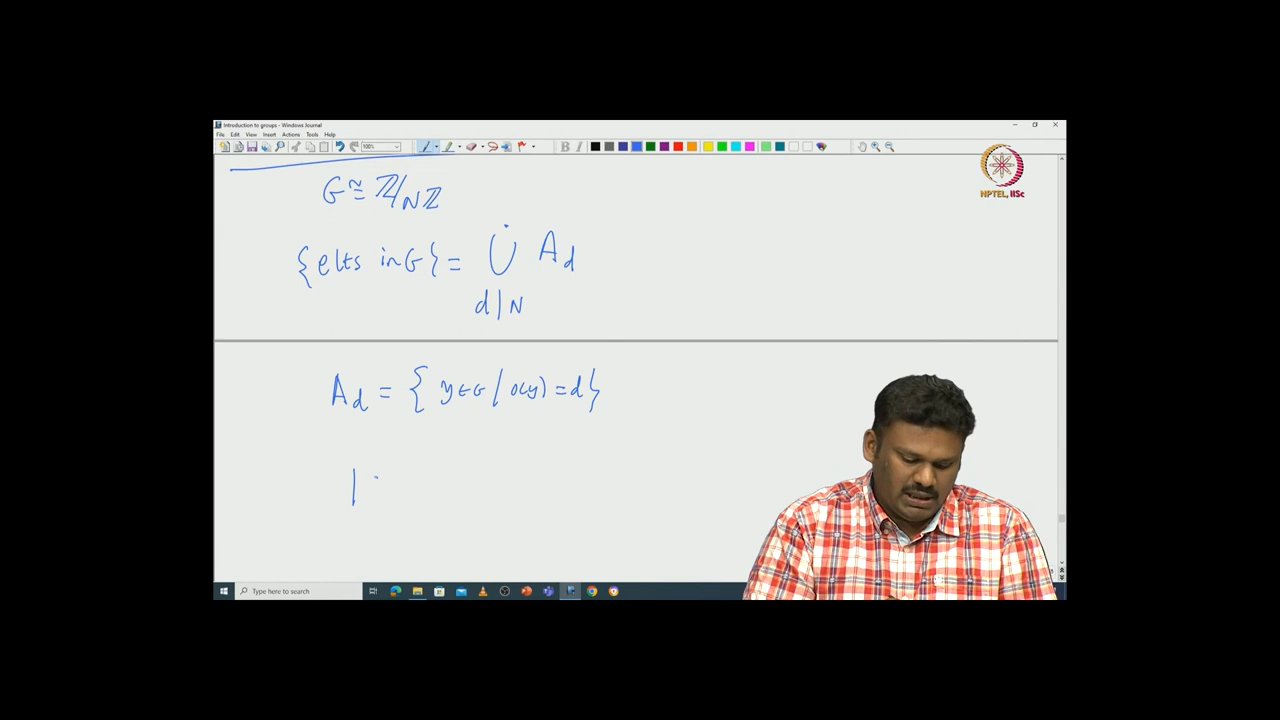 Introduction to groups - Windows Journal
File Edit View Insert Actions Tools Help
100%
B I
NPTEL, IISc
G ≅ ℤ/Nℤ
{elts in G} = ⨃ A_d
d|N
A_d = { y∈G / o(y) = d}
|
Type here to search